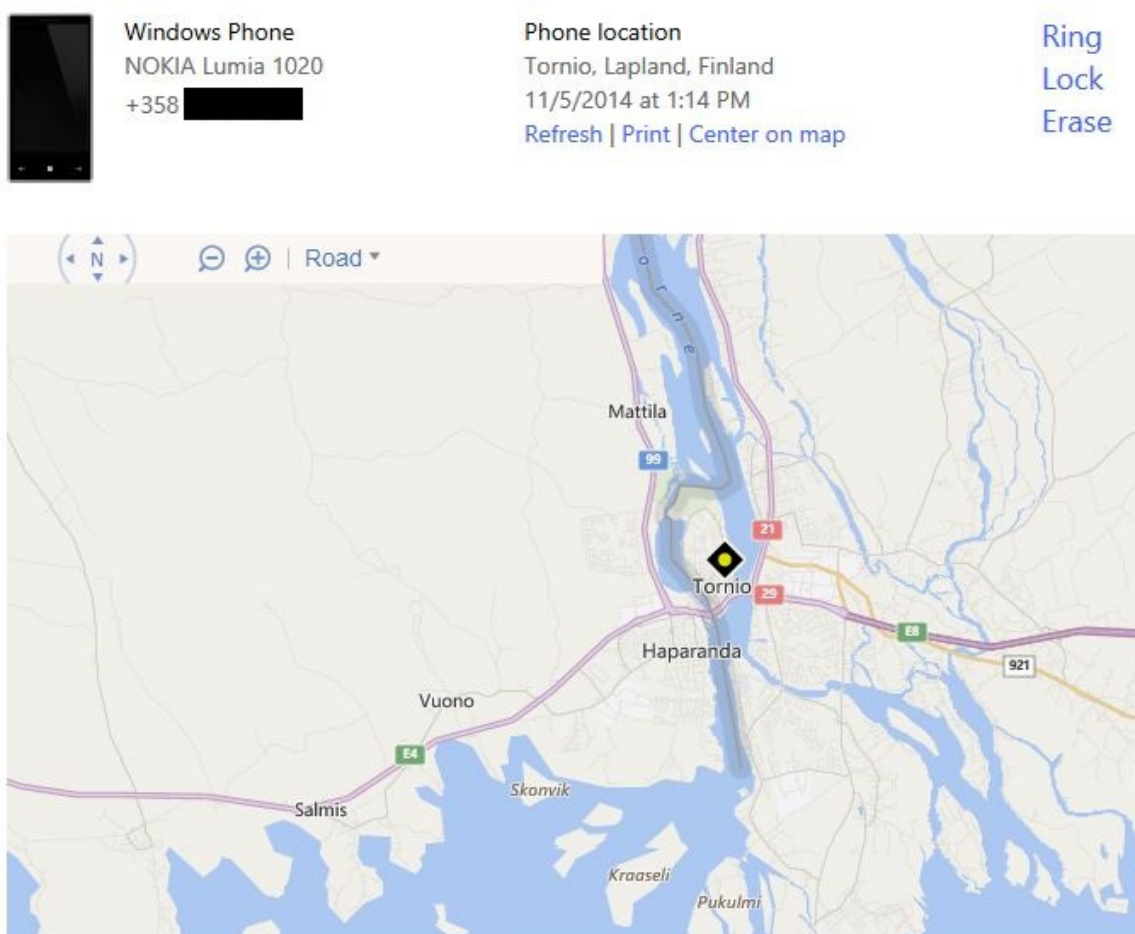 Windows Phone
NOKIA Lumia 1020
+358
Phone location
Tornio, Lapland, Finland
11/5/2014 at 1:14 PM
Refresh | Print | Center on map
Ring
Lock
Erase
N
Road
orne
Mattila
99
21
Tornio
29
E8
Haparanda
921
Vuono
E4
Skonvik
Salmis
Kraaseli
Pukulmi